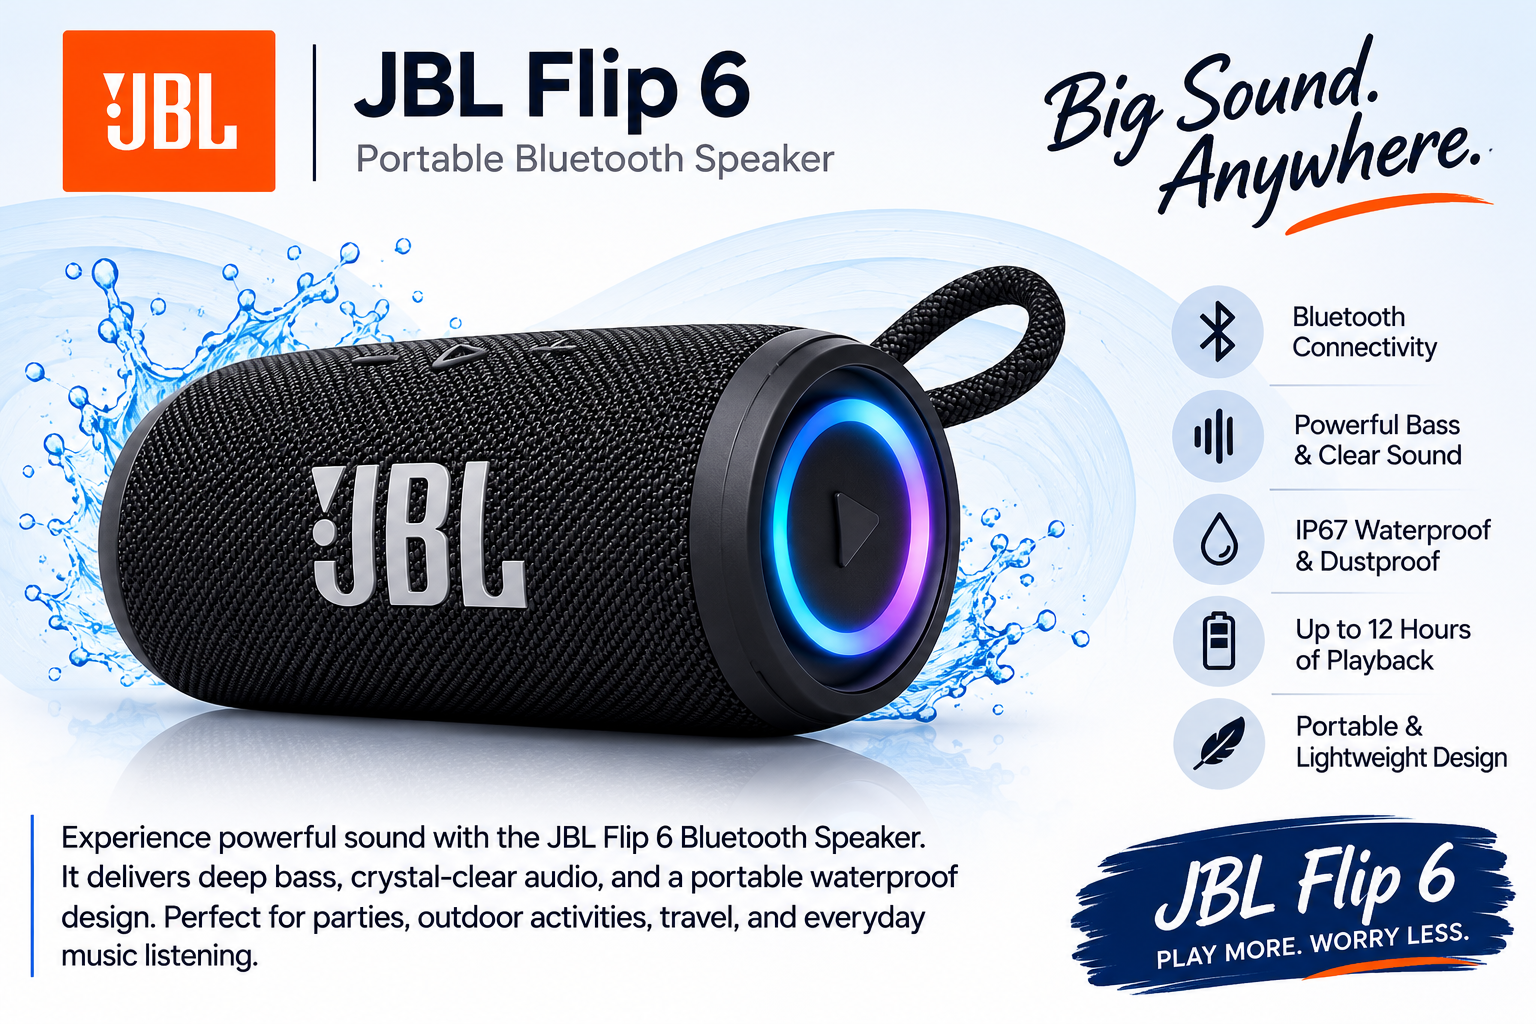 JBL
JBL Flip 6
Portable Bluetooth Speaker
Big Sound.
Anywhere.
JBL
Bluetooth
Connectivity
Powerful Bass
& Clear Sound
IP67 Waterproof
& Dustproof
Up to 12 Hours
of Playback
Portable &
Lightweight Design
Experience powerful sound with the JBL Flip 6 Bluetooth Speaker.
It delivers deep bass, crystal-clear audio, and a portable waterproof
design. Perfect for parties, outdoor activities, travel, and everyday
music listening.
JBL Flip 6
PLAY MORE. WORRY LESS.